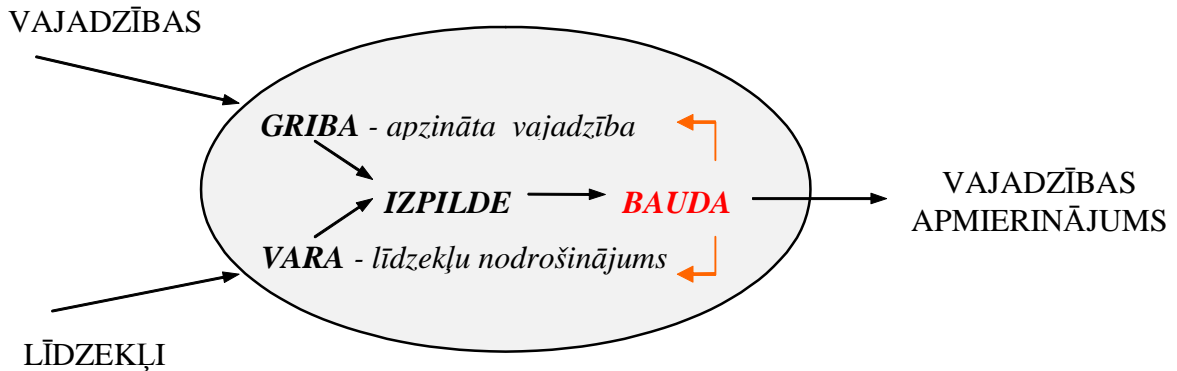 VAJADZĪBAS
GRIBA - apzināta vajadzība
IZPILDE
BAUDA
VAJADZĪBAS
APMIERINĀJUMS
VARA - līdzekļu nodrošinājums
LĪDZEKĻI